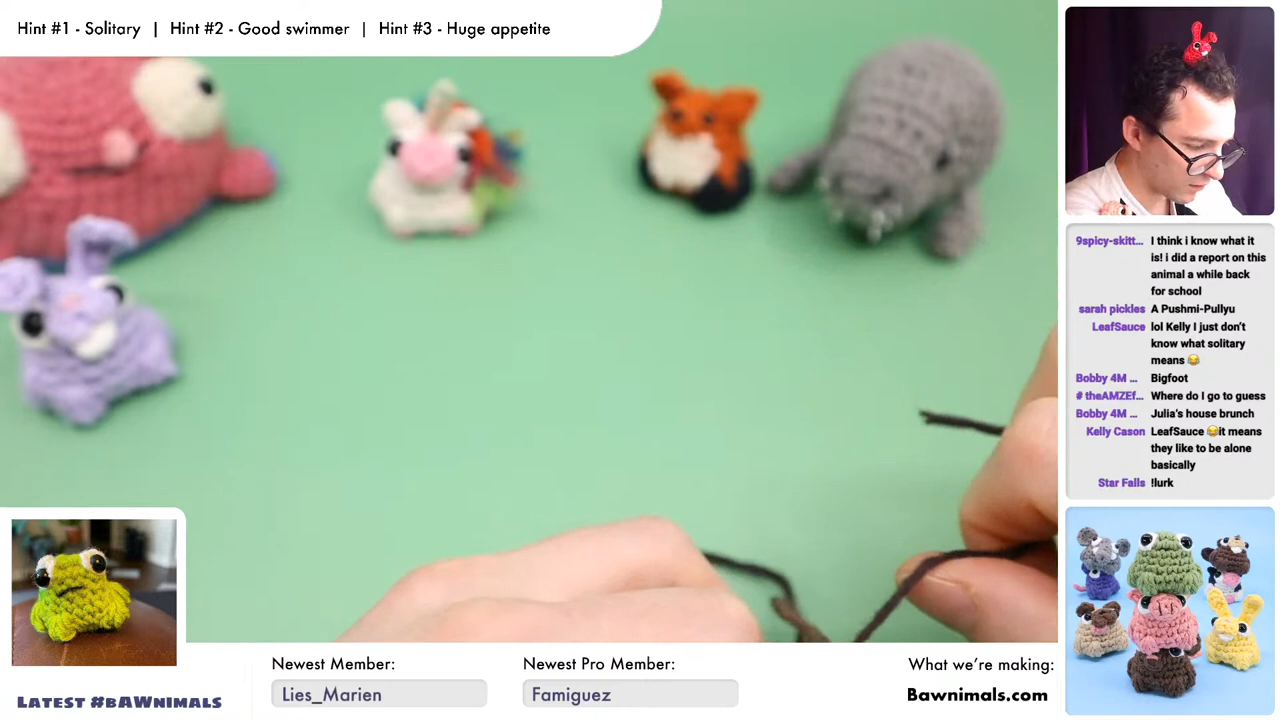 Hint #1 - Solitary | Hint #2 - Good swimmer | Hint #3 - Huge appetite
9spicy-skitt... I think i know what it
is! i did a report on this
animal a while back
for school
sarah pickles A Pushmi-Pullyu
LeafSauce lol Kelly I just don't
know what solitary
means 😂
Bobby 4M ... Bigfoot
# theAMZEf... Where do I go to guess
Bobby 4M ... Julia's house brunch
Kelly Cason LeafSauce 😂it means
they like to be alone
basically
Star Falls !lurk
Newest Member:
Lies_Marien
Newest Pro Member:
Famiguez
What we're making:
Bawnimals.com
LATEST #BAWNIMALS